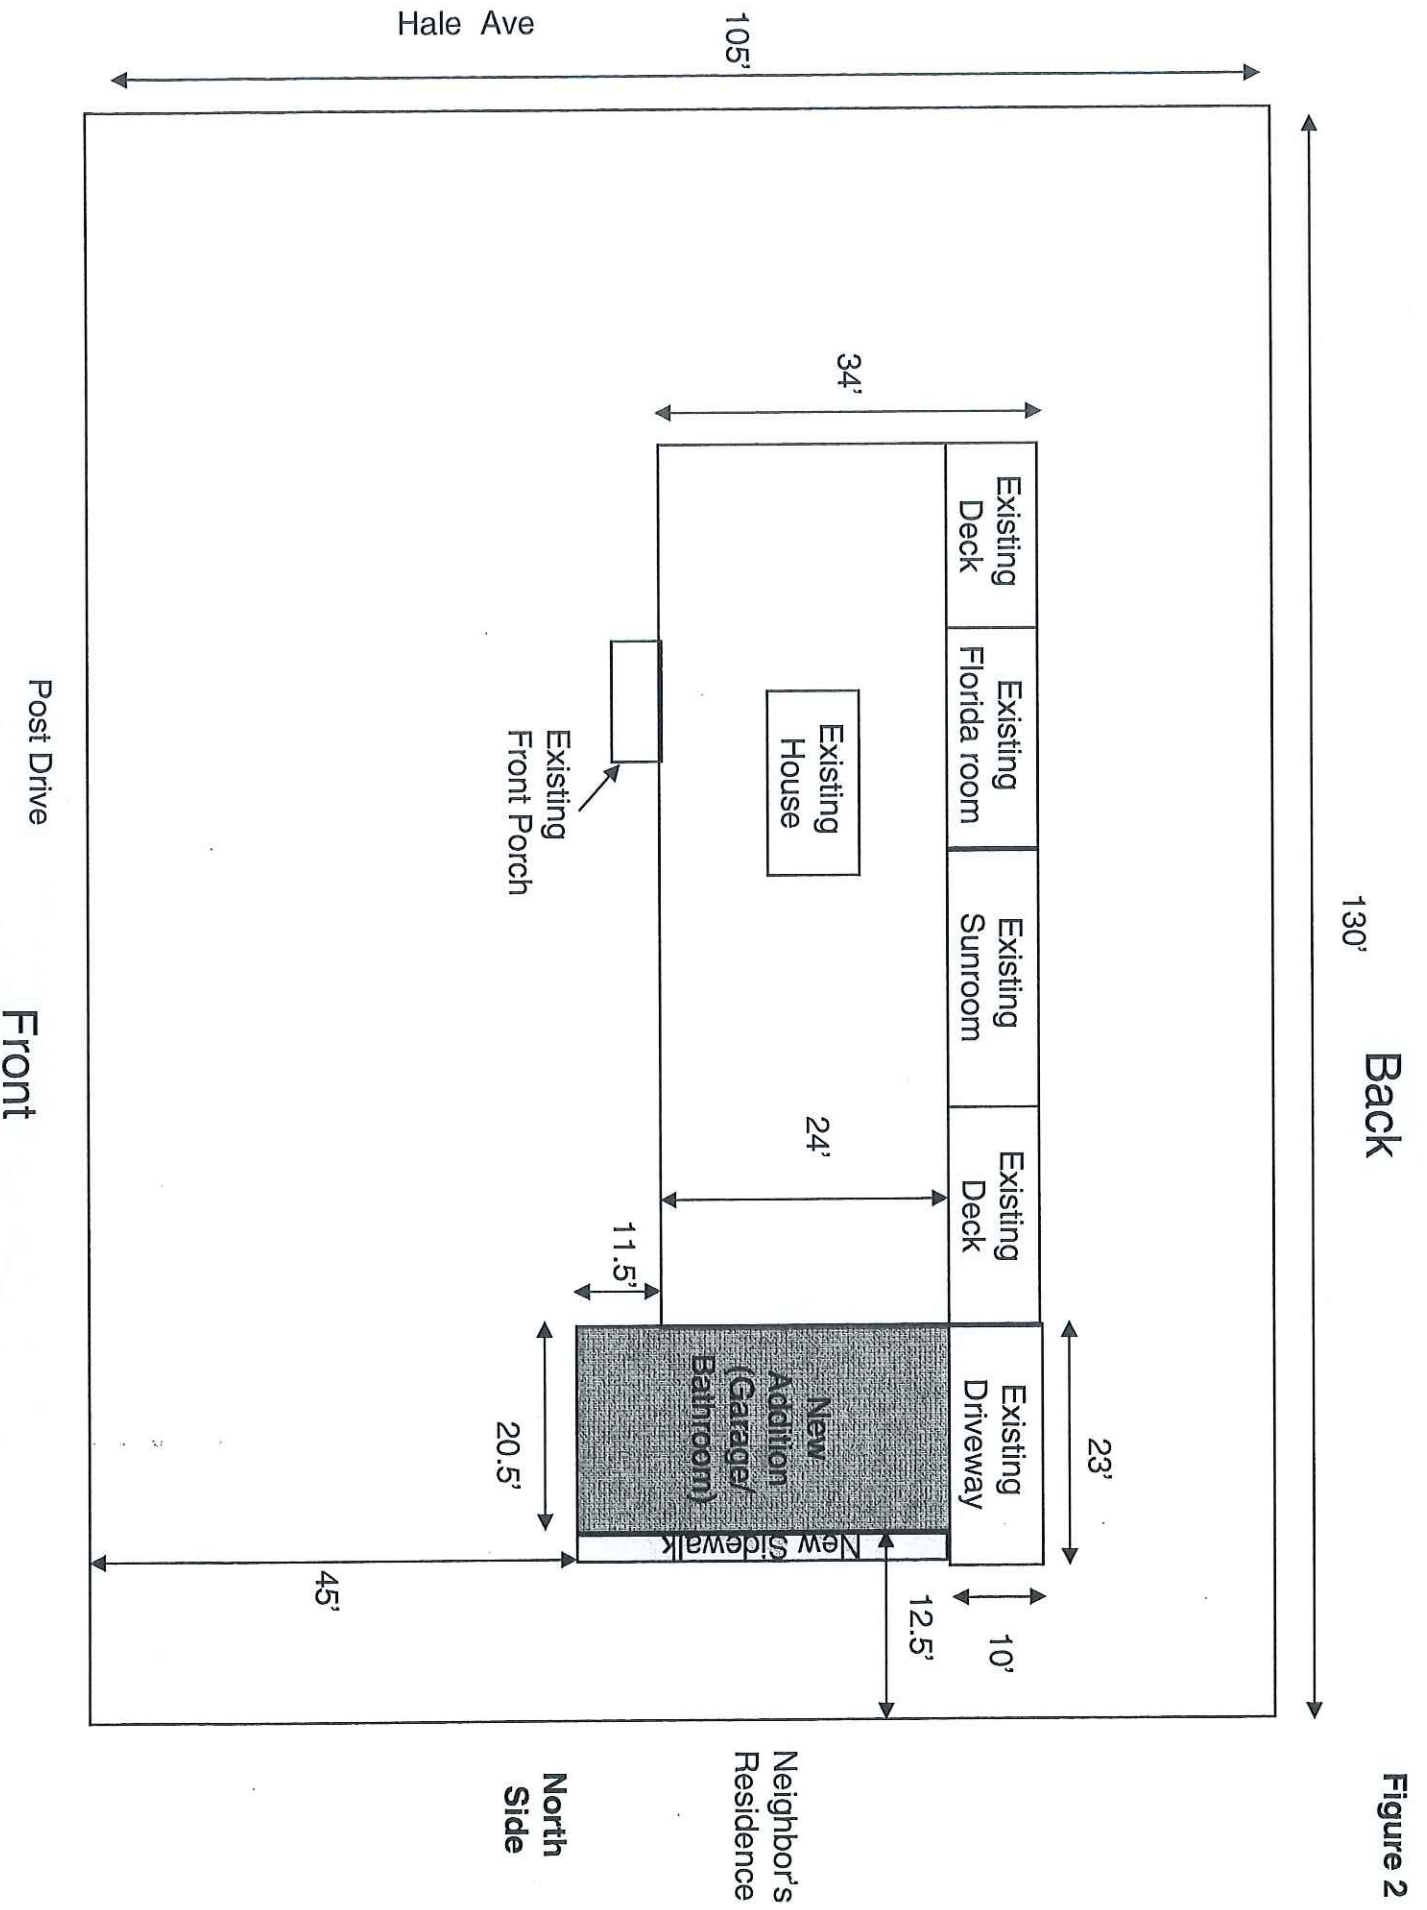 Figure 2
Back
130'
Existing
Deck
Existing
Florida room
Existing
Sunroom
Existing
Deck
Existing
Driveway
23'
10'
34'
105'
Hale Ave
Existing
House
24'
12.5'
New
Addition
(Garage/
Bathroom)
New Sidewalk
Neighbor's
Residence
11.5'
20.5'
Existing
Front Porch
North
Side
45'
Post Drive
Front